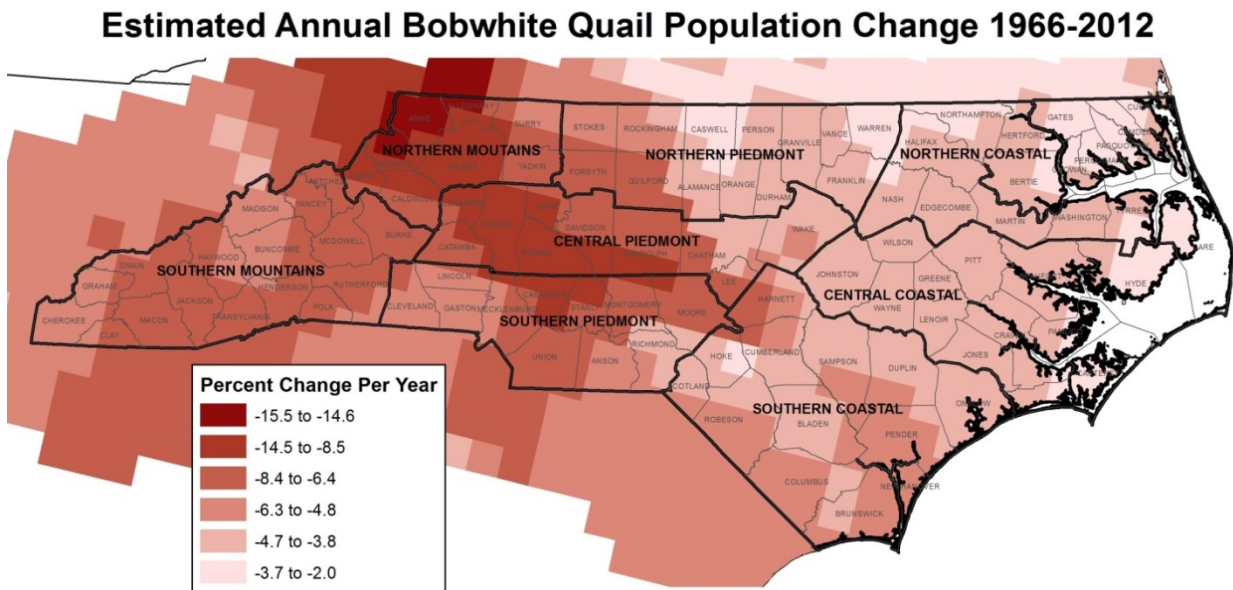 Estimated Annual Bobwhite Quail Population Change 1966-2012
ASHE
SURRY
STOKES
ROCKINGHAM
CASWELL
PERSON
GRANVILLE
VANCE
WARREN
NORTHAMPTON
GATES
HERTFORD
HALIFAX
NORTHERN MOUTAINS
NORTHERN PIEDMONT
NORTHERN COASTAL
YADKIN
FORSYTH
GUILFORD
ALAMANCE
ORANGE
DURHAM
FRANKLIN
NASH
EDGECOMBE
BERTIE
MARTIN
WASHINGTON
MADISON
YANCEY
CALDWELL
BURKE
CATAWBA
DAVIDSON
CENTRAL PIEDMONT
CHATHAM
WAKE
WILSON
PITT
HYDE
SWAIN
HAYWOOD
BUNCOMBE
MCDOWELL
SOUTHERN MOUNTAINS
GRAHAM
JACKSON
HENDERSON
RUTHERFORD
POLK
LINCOLN
CLEVELAND
GASTON
MECKLENBURG
STANLY
MONTGOMERY
MOORE
LEE
HARNETT
JOHNSTON
GREENE
CENTRAL COASTAL
WAYNE
LENOIR
CHEROKEE
CLAY
MACON
TRANSYLVANIA
SOUTHERN PIEDMONT
UNION
ANSON
RICHMOND
HOKE
CUMBERLAND
SAMPSON
DUPLIN
JONES
SOUTHERN COASTAL
ROBESON
BLADEN
PENDER
COLUMBUS
BRUNSWICK
Percent Change Per Year
-15.5 to -14.6
-14.5 to -8.5
-8.4 to -6.4
-6.3 to -4.8
-4.7 to -3.8
-3.7 to -2.0